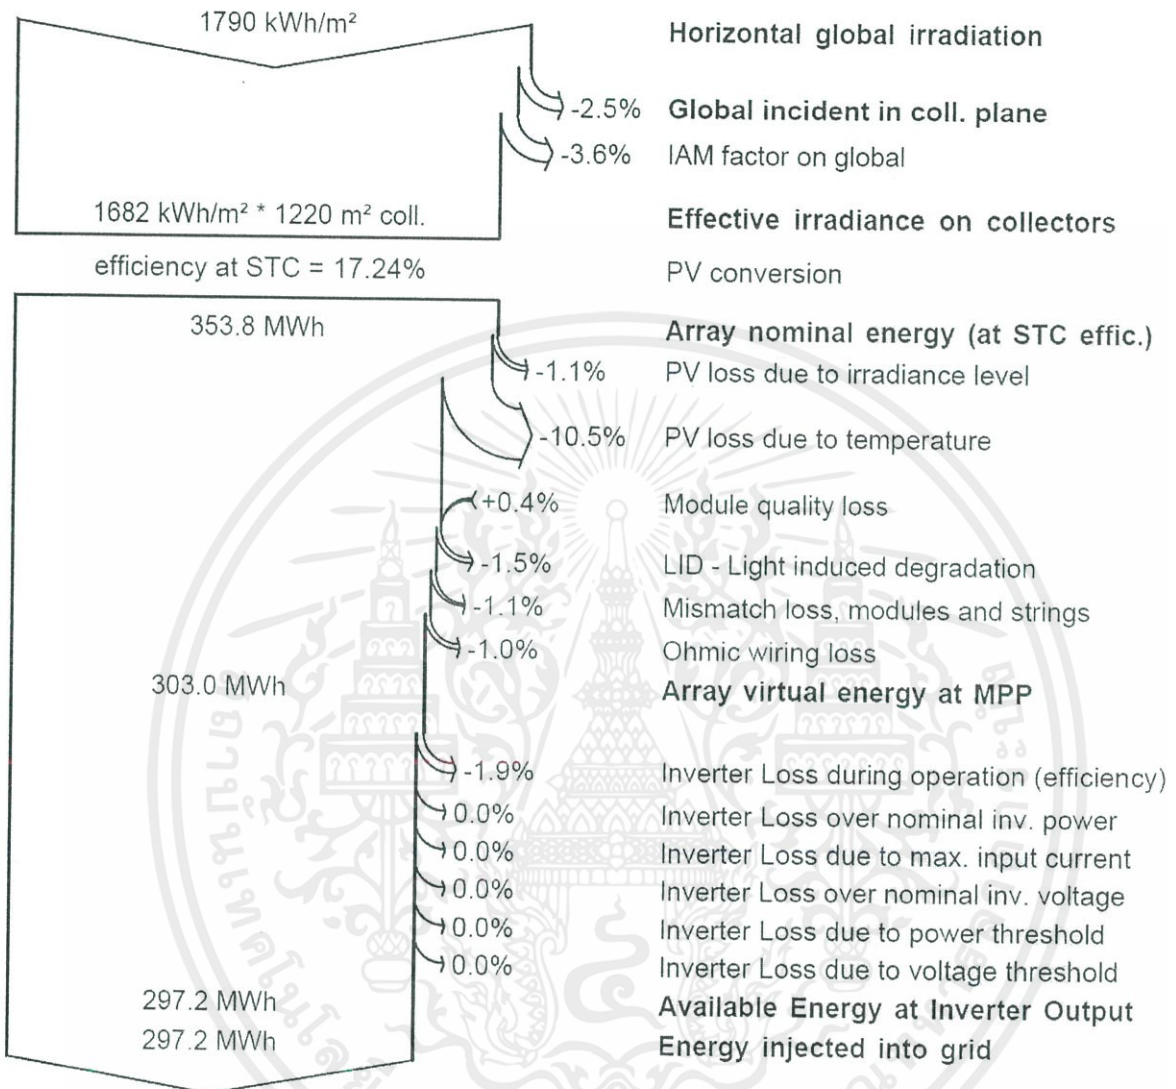 1790 kWh/m² Horizontal global irradiation
-2.5% Global incident in coll. plane
-3.6% IAM factor on global
1682 kWh/m² * 1220 m² coll. Effective irradiance on collectors
efficiency at STC = 17.24% PV conversion
353.8 MWh Array nominal energy (at STC effic.)
-1.1% PV loss due to irradiance level
-10.5% PV loss due to temperature
+0.4% Module quality loss
-1.5% LID - Light induced degradation
-1.1% Mismatch loss, modules and strings
-1.0% Ohmic wiring loss
303.0 MWh Array virtual energy at MPP
-1.9% Inverter Loss during operation (efficiency)
0.0% Inverter Loss over nominal inv. power
0.0% Inverter Loss due to max. input current
0.0% Inverter Loss over nominal inv. voltage
0.0% Inverter Loss due to power threshold
0.0% Inverter Loss due to voltage threshold
297.2 MWh Available Energy at Inverter Output
297.2 MWh Energy injected into grid